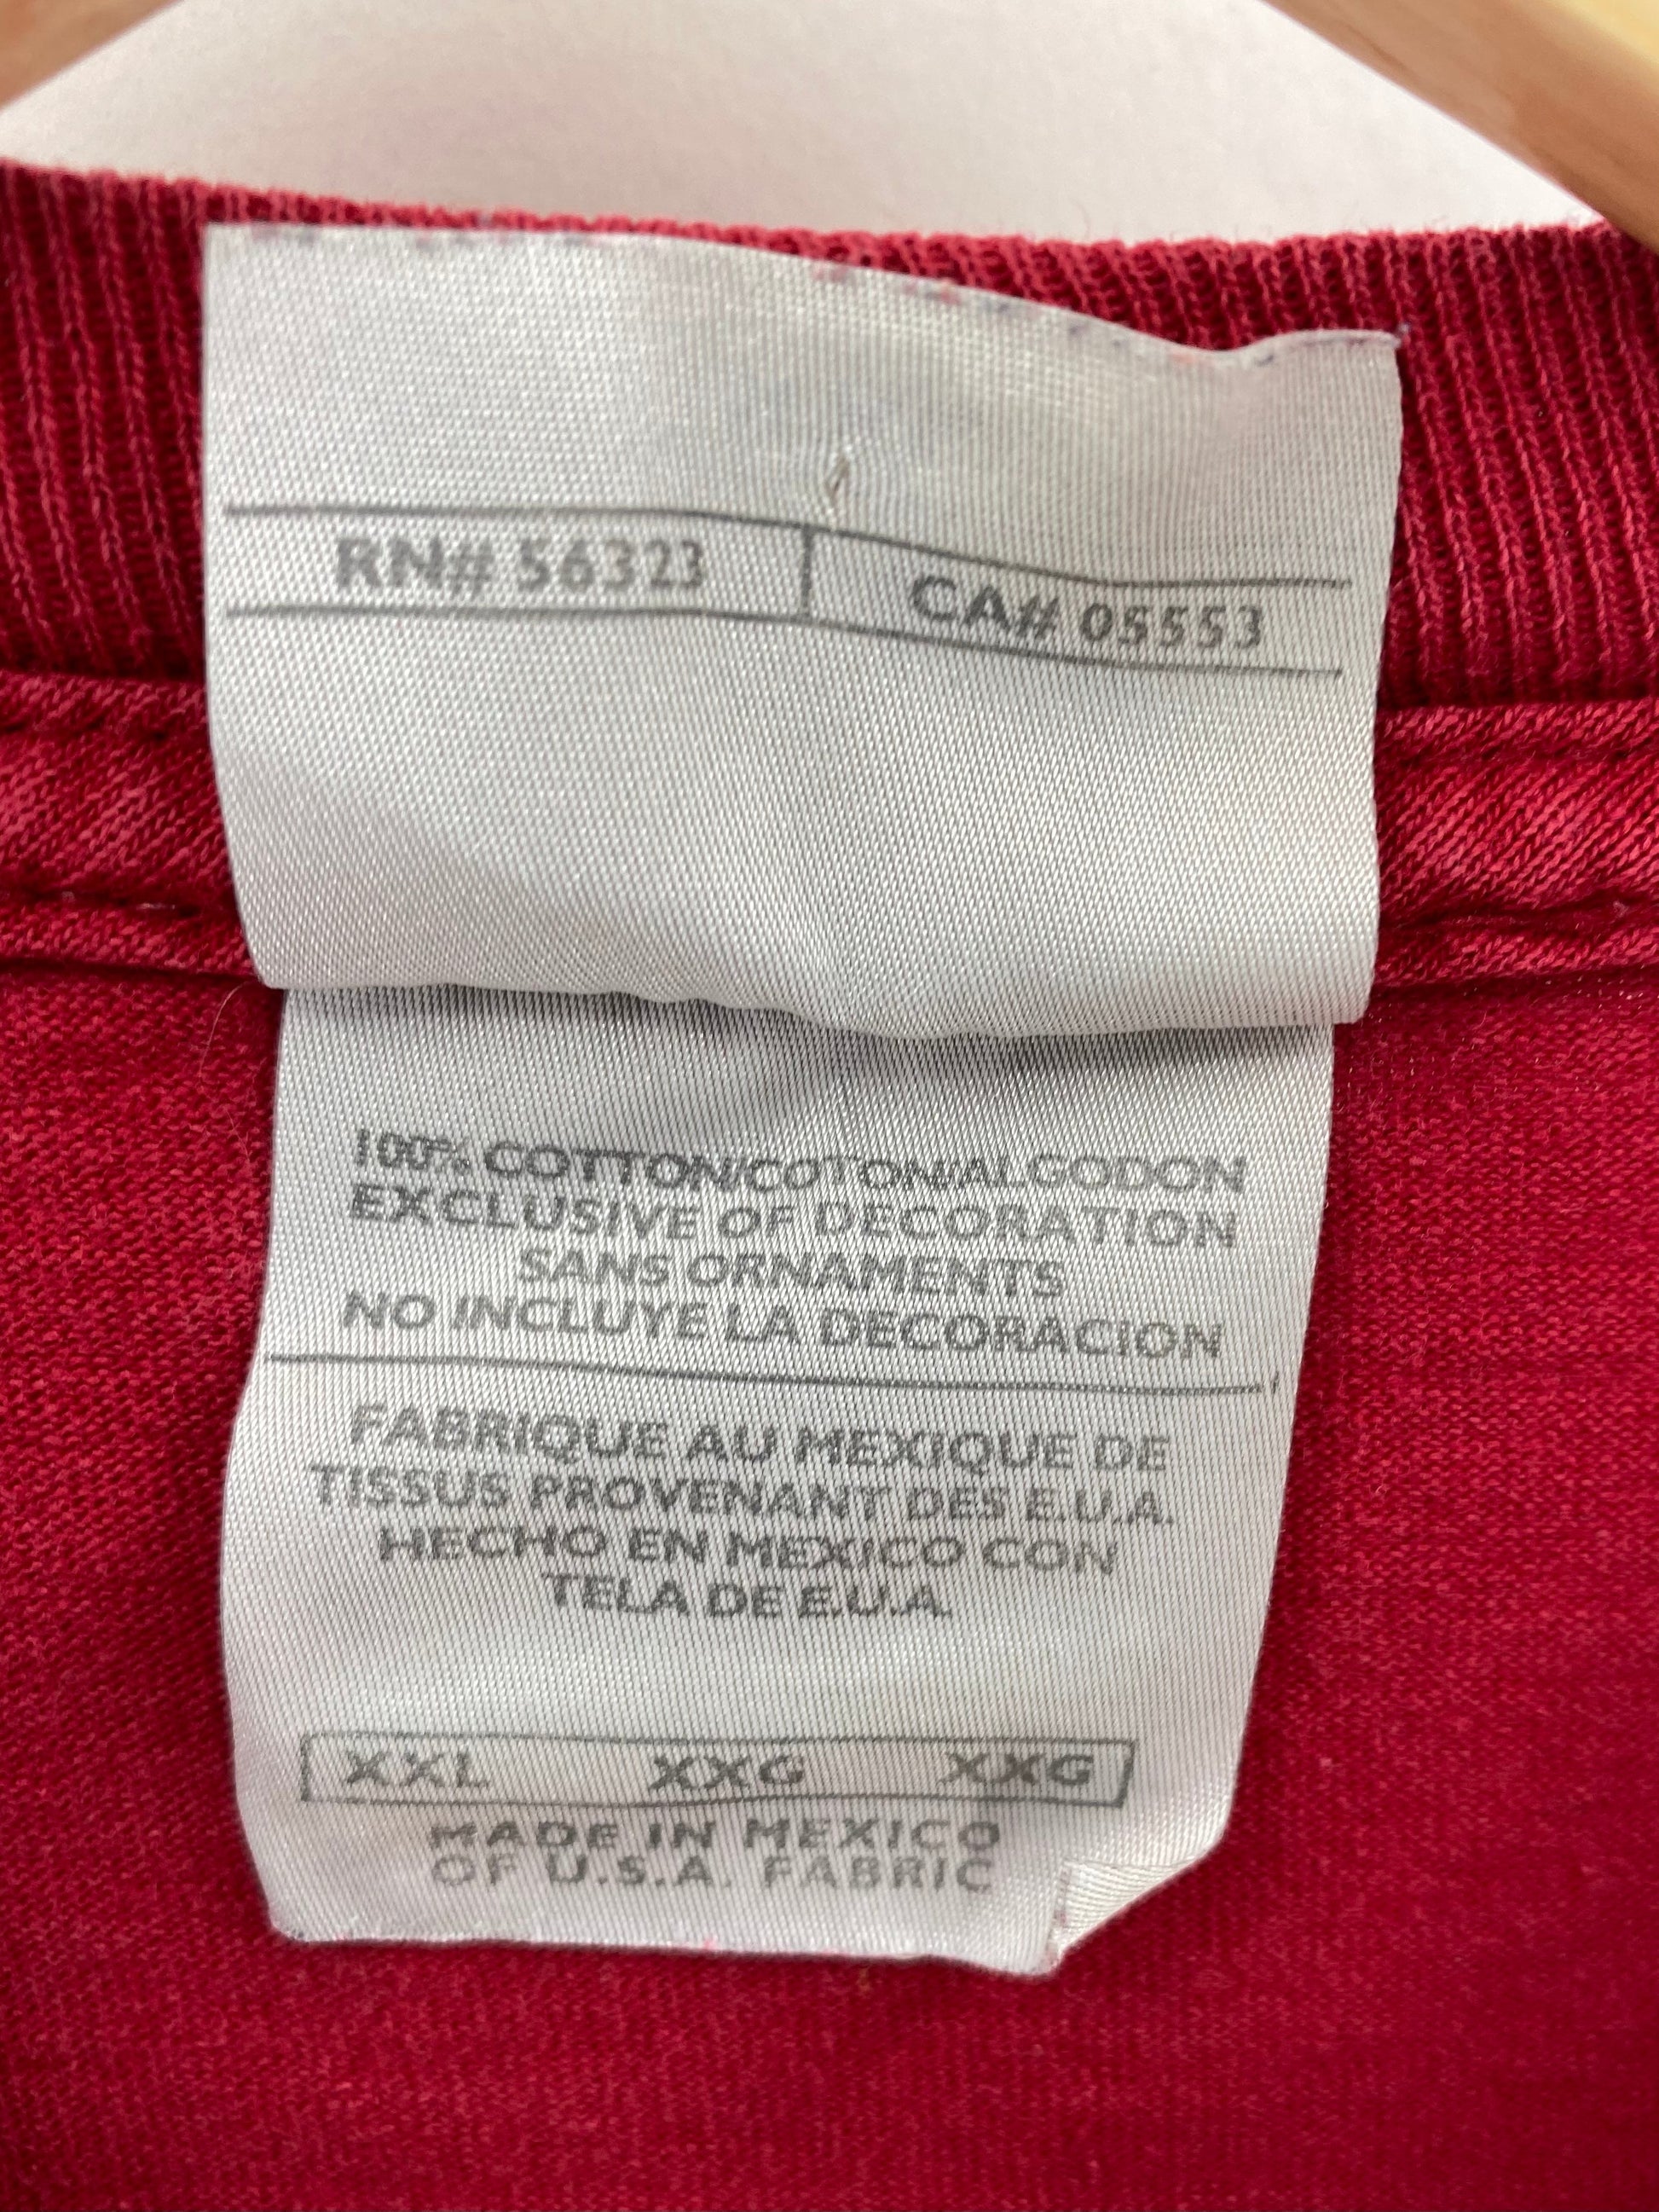 RN# 56323 CA# 05553
100% COTTON/COTON/ALGODON
EXCLUSIVE OF DECORATION
SANS ORNAMENTS
NO INCLUYE LA DECORACION
FABRIQUE AU MEXIQUE DE
TISSUS PROVENANT DES E.U.A.
HECHO EN MEXICO CON
TELA DE E.U.A.
XXL XXG XXG
MADE IN MEXICO
OF U.S.A. FABRIC